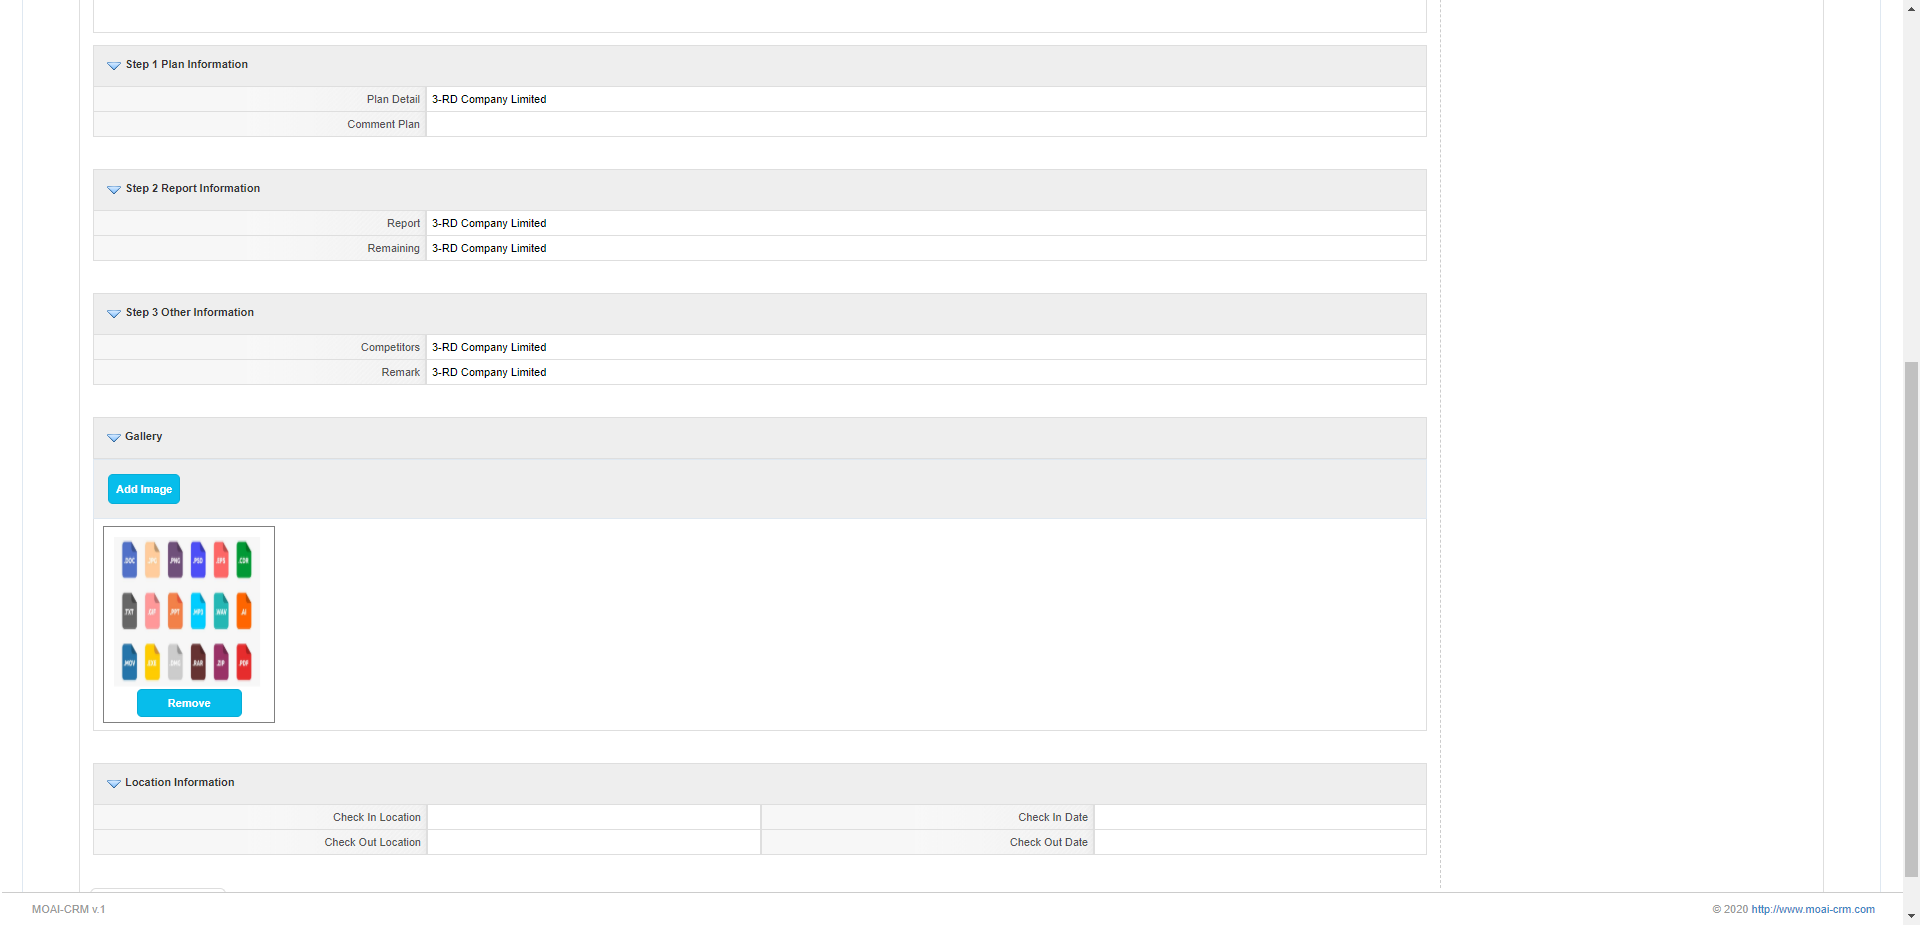 Step 1 Plan Information
Plan Detail 3-RD Company Limited
Comment Plan
Step 2 Report Information
Report 3-RD Company Limited
Remaining 3-RD Company Limited
Step 3 Other Information
Competitors 3-RD Company Limited
Remark 3-RD Company Limited
Gallery
Add Image
.DOC .PNG .PSD .EPS .CDR
.TXT .GIF .PPT .MP3 .WAV .AI
.MOV .RAR .ZIP .PDF
Remove
Location Information
Check In Location Check In Date
Check Out Location Check Out Date
MOAI-CRM v.1 © 2020 http://www.moai-crm.com